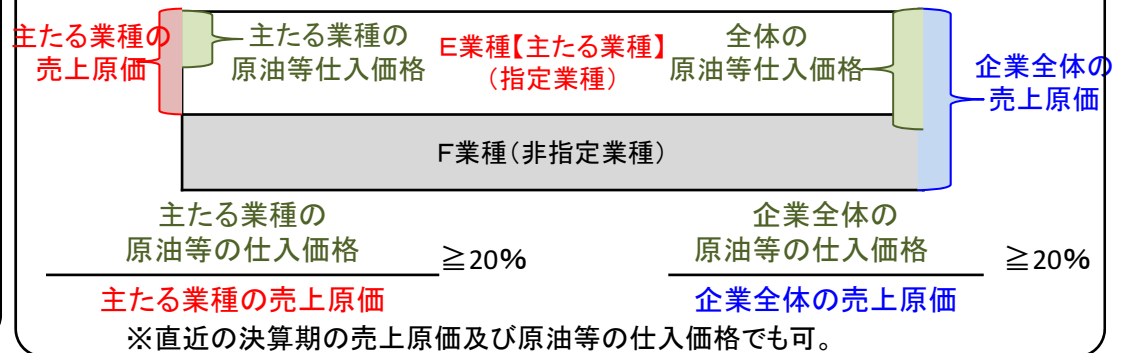 主たる業種の
売上原価
主たる業種の
原油等仕入価格
E業種【主たる業種】
(指定業種)
全体の
原油等仕入価格
企業全体の
売上原価
F業種(非指定業種)
主たる業種の
原油等の仕入価格
≧20%
主たる業種の売上原価
企業全体の
原油等の仕入価格
≧20%
企業全体の売上原価
※直近の決算期の売上原価及び原油等の仕入価格でも可。